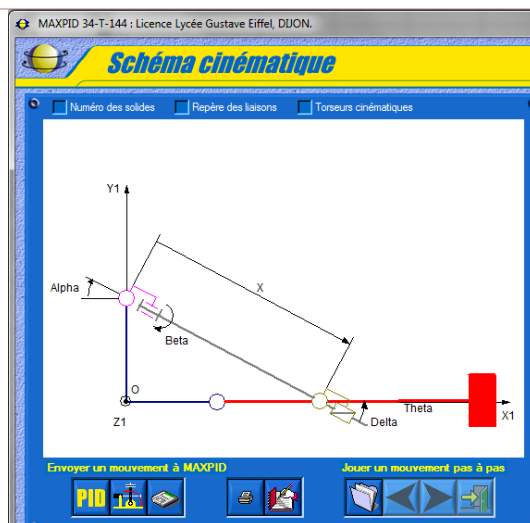 MAXPID 34-T-144 : Licence Lycée Gustave Eiffel, DIJON.
Schéma cinématique
Numéro des solides Repère des liaisons Torseurs cinématiques
Y1
Alpha
X
Beta
O
Z1
Theta
X1
Delta
Envoyer un mouvement à MAXPID Jouer un mouvement pas à pas
PID